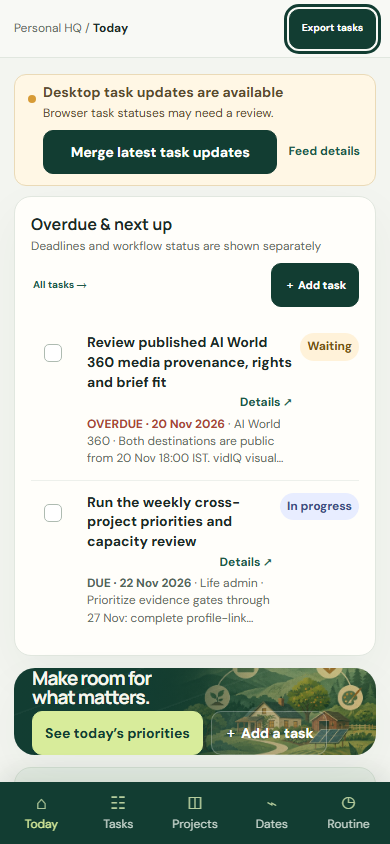 Personal HQ / Today
Export tasks
Desktop task updates are available
Browser task statuses may need a review.
Merge latest task updates
Feed details
Overdue & next up
Deadlines and workflow status are shown separately
All tasks →
+ Add task
Review published AI World
360 media provenance, rights
and brief fit
Waiting
Details ↗
OVERDUE · 20 Nov 2026 · AI World
360 · Both destinations are public
from 20 Nov 18:00 IST. vidIQ visual…
Run the weekly cross-
project priorities and
capacity review
In progress
Details ↗
DUE · 22 Nov 2026 · Life admin ·
Prioritize evidence gates through
27 Nov: complete profile-link…
Make room for
what matters.
See today's priorities
+ Add a task
Today
Tasks
Projects
Dates
Routine